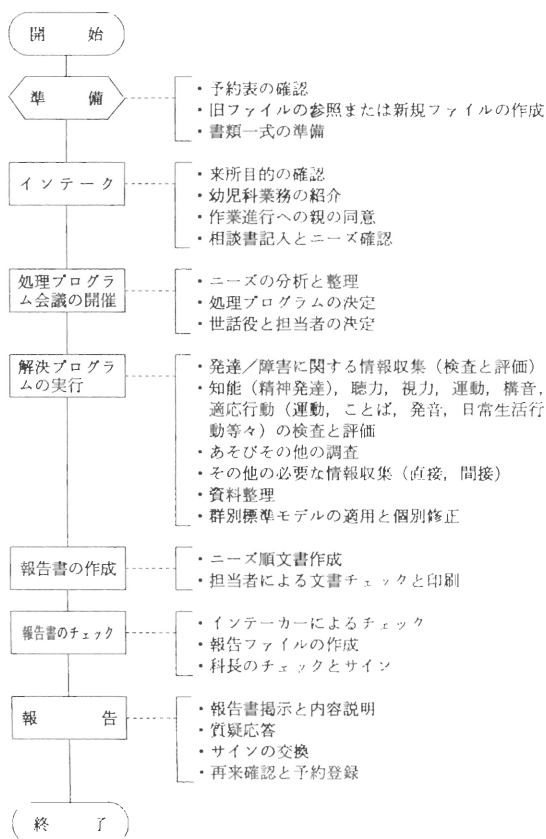 開　始
準　備
・予約表の確認
・旧ファイルの参照または新規ファイルの作成
・書類一式の準備
インテーク
・来所目的の確認
・幼児科業務の紹介
・作業進行への親の同意
・相談書記入とニーズ確認
処理プログラ
ム会議の開催
・ニーズの分析と整理
・処理プログラムの決定
・世話役と担当者の決定
解決プログラム
の実行
・発達／障害に関する情報収集（検査と評価）
・知能（精神発達），聴力，視力，運動，構音，
適応行動（運動，ことば，発音，日常生活行
動等々）の検査と評価
・あそびその他の調査
・その他の必要な情報収集（直接，間接）
・資料整理
・群別標準モデルの適用と個別修正
報告書の作成
・ニーズ順文書作成
・担当者による文書チェックと印刷
報告書のチェック
・インテーカーによるチェック
・報告ファイルの作成
・科長のチェックとサイン
報　告
・報告書掲示と内容説明
・質疑応答
・サインの交換
・再来確認と予約登録
終　了